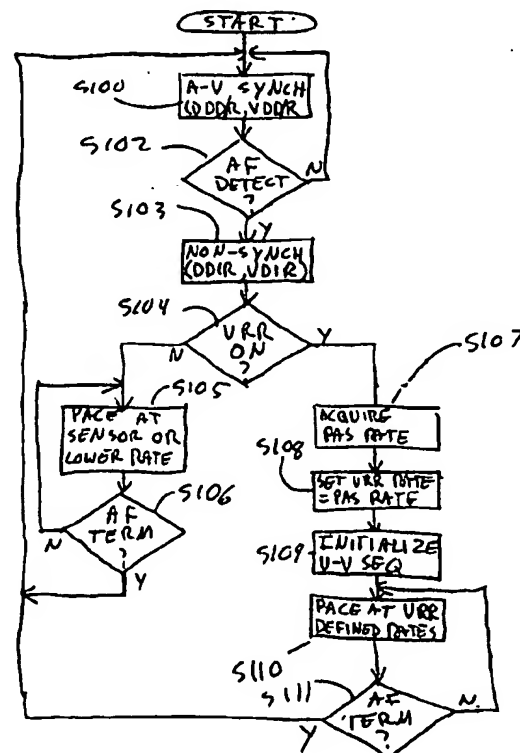 START
S100
A-V SYNCH
(DDDR, VDDR
S102
AF
DETECT
?
N
Y
S103
NON-SYNCH
(DDIR, VDIR)
S104
VRR
ON
?
N
Y
S105
PACE AT
SENSOR OR
LOWER RATE
S106
AF
TERM
?
N
Y
S107
ACQUIRE
PAS RATE
S108
SET VRR RATE
=PAS RATE
S109
INITIALIZE
V-V SEQ
PACE AT VRR
DEFINED RATES
S110
S111
AF
TERM
?
N
Y